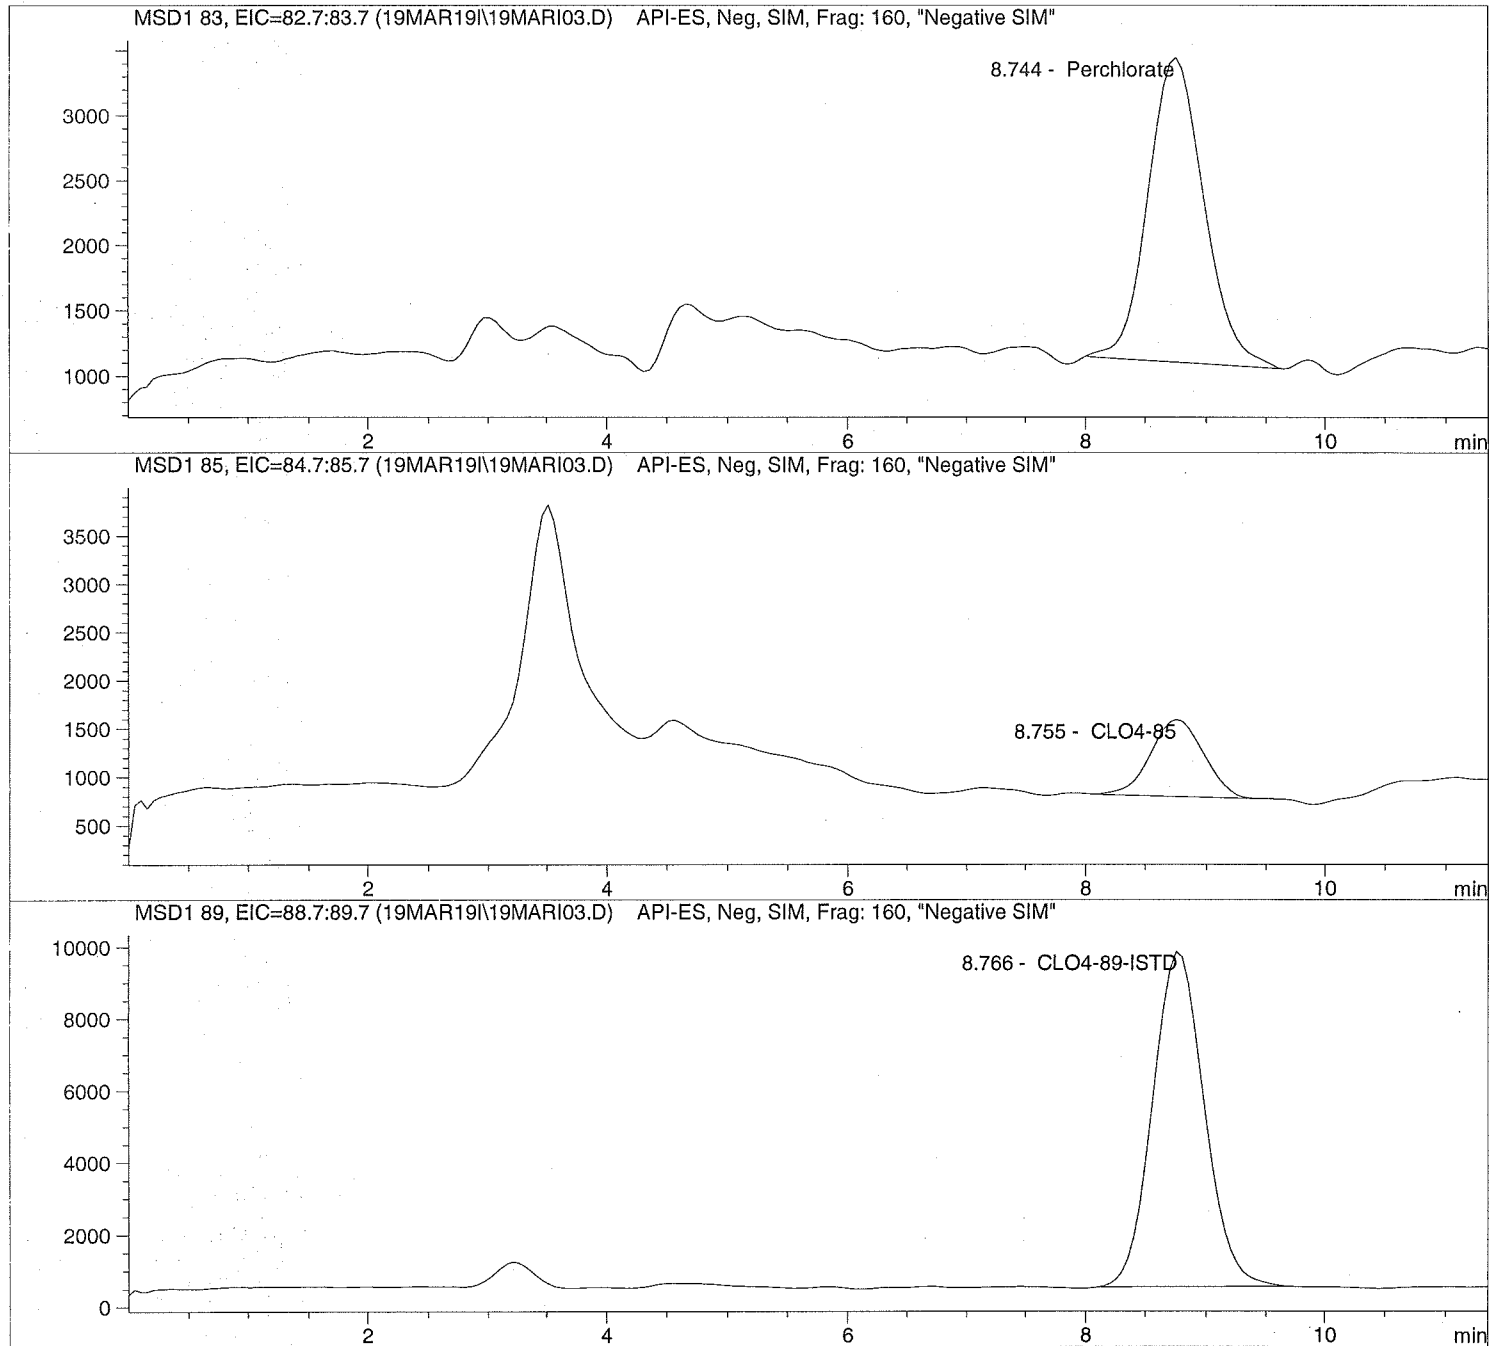 MSD1 83, EIC=82.7:83.7 (19MAR19I\19MARI03.D) API-ES, Neg, SIM, Frag: 160, "Negative SIM"
8.744 - Perchlorate
3000
2500
2000
1500
1000
2 4 6 8 10 min
MSD1 85, EIC=84.7:85.7 (19MAR19I\19MARI03.D) API-ES, Neg, SIM, Frag: 160, "Negative SIM"
3500
3000
2500
2000
1500
8.755 - CLO4-85
1000
500
2 4 6 8 10 min
MSD1 89, EIC=88.7:89.7 (19MAR19I\19MARI03.D) API-ES, Neg, SIM, Frag: 160, "Negative SIM"
10000
8.766 - CLO4-89-ISTD
8000
6000
4000
2000
0
2 4 6 8 10 min